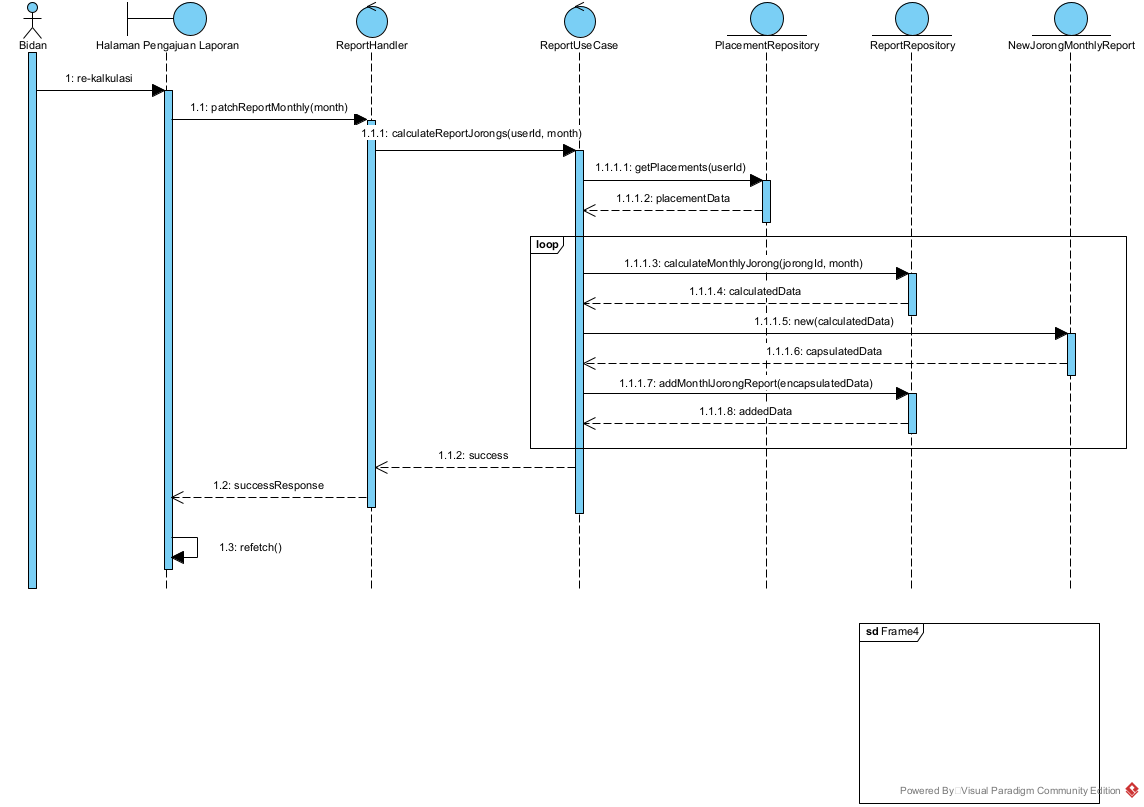 Bidan
Halaman Pengajuan Laporan
ReportHandler
ReportUseCase
PlacementRepository
ReportRepository
NewJorongMonthlyReport
1: re-kalkulasi
1.1: patchReportMonthly(month)
1.1.1: calculateReportJorongs(userId, month)
1.1.1.1: getPlacements(userId)
1.1.1.2: placementData
loop
1.1.1.3: calculateMonthlyJorong(jorongId, month)
1.1.1.4: calculatedData
1.1.1.5: new(calculatedData)
1.1.1.6: capsulatedData
1.1.1.7: addMonthlJorongReport(encapsulatedData)
1.1.1.8: addedData
1.1.2: success
1.2: successResponse
1.3: refetch()
sd Frame4
Powered By Visual Paradigm Community Edition